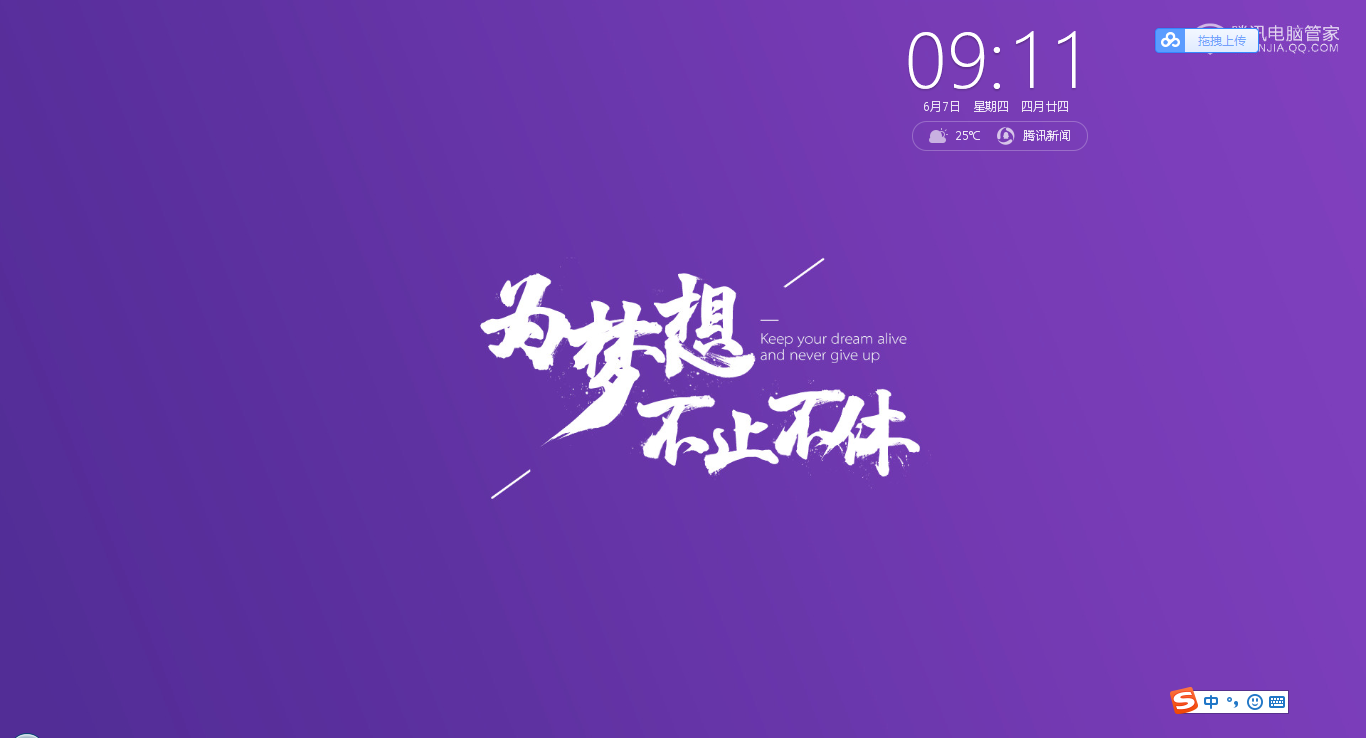 09:11
6月7日 星期四 四月廿四
25℃ 腾讯新闻
拖拽上传
讯电脑管家
NJIA.QQ.COM
为梦想
Keep your dream alive
and never give up
不止不休
S 中